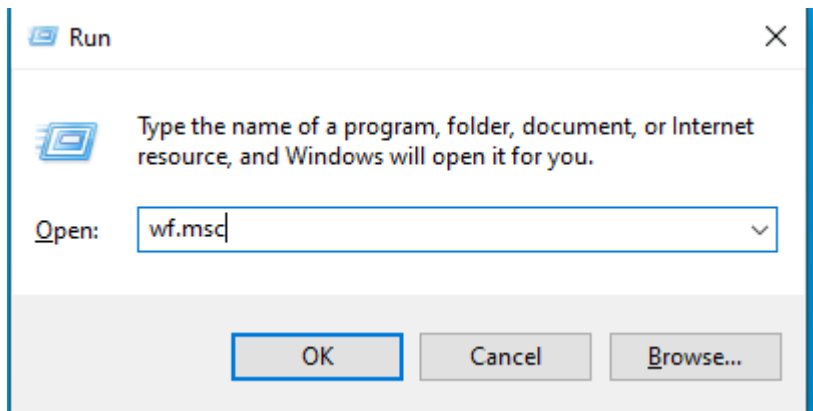 Run
Type the name of a program, folder, document, or Internet
resource, and Windows will open it for you.
Open:
wf.msc
OK
Cancel
Browse...